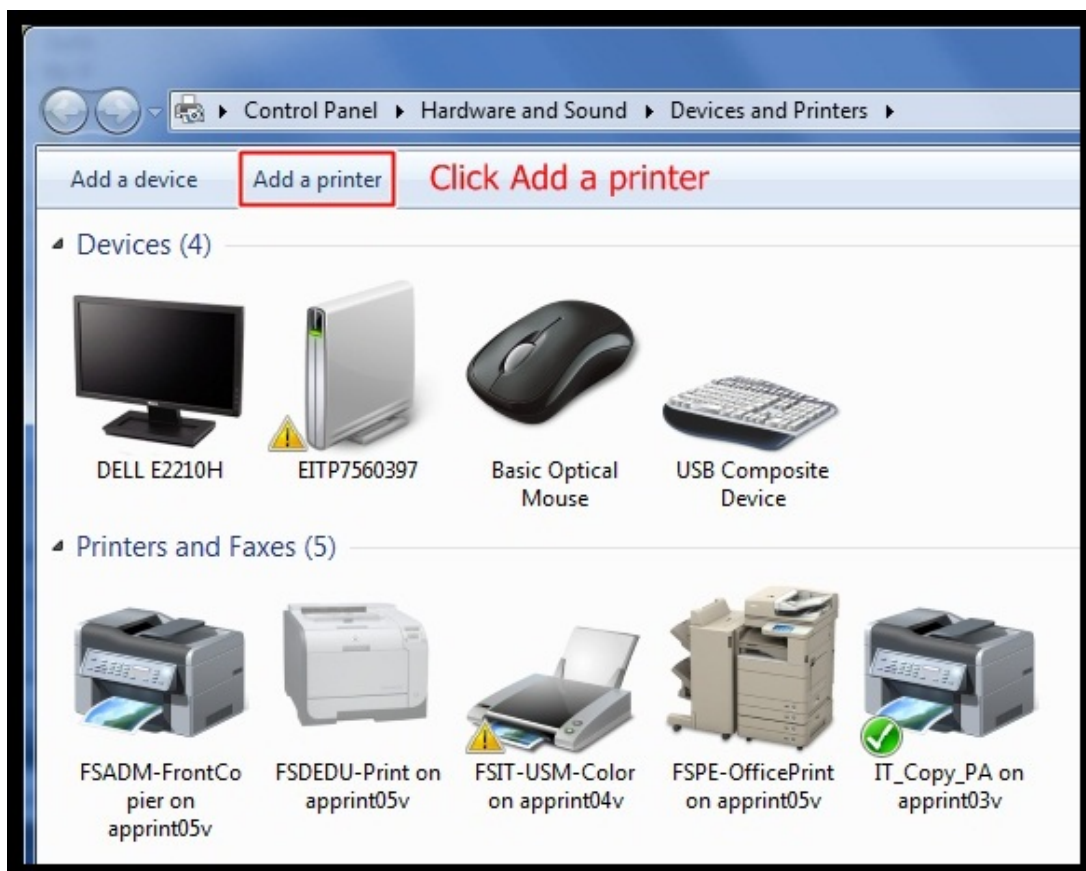 Control Panel Hardware and Sound Devices and Printers
Add a device Add a printer Click Add a printer
Devices (4)
DELL E2210H EITP7560397 Basic Optical USB Composite
Mouse Device
Printers and Faxes (5)
FSADM-FrontCo FSDEDU-Print on FSIT-USM-Color FSPE-OfficePrint IT_Copy_PA on
pier on apprint05v on apprint04v on apprint05v apprint03v
apprint05v